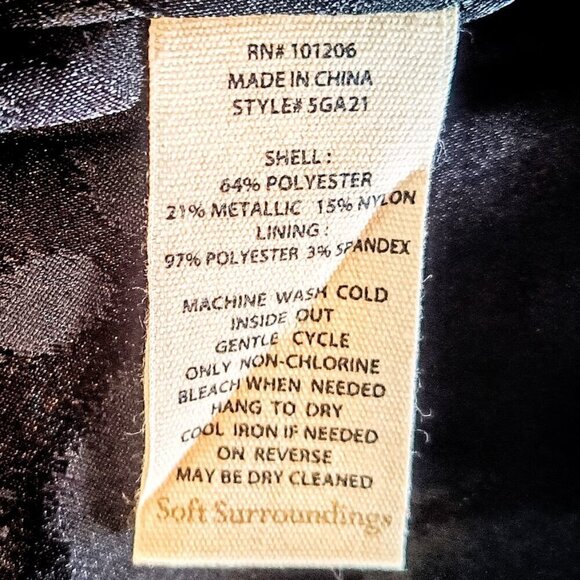 RN# 101206
MADE IN CHINA
STYLE# 5GA21
SHELL :
64% POLYESTER
21% METALLIC 15% NYLON
LINING :
97% POLYESTER 3% SPANDEX
MACHINE WASH COLD
INSIDE OUT
GENTLE CYCLE
ONLY NON-CHLORINE
BLEACH WHEN NEEDED
HANG TO DRY
COOL IRON IF NEEDED
ON REVERSE
MAY BE DRY CLEANED
Soft Surroundings